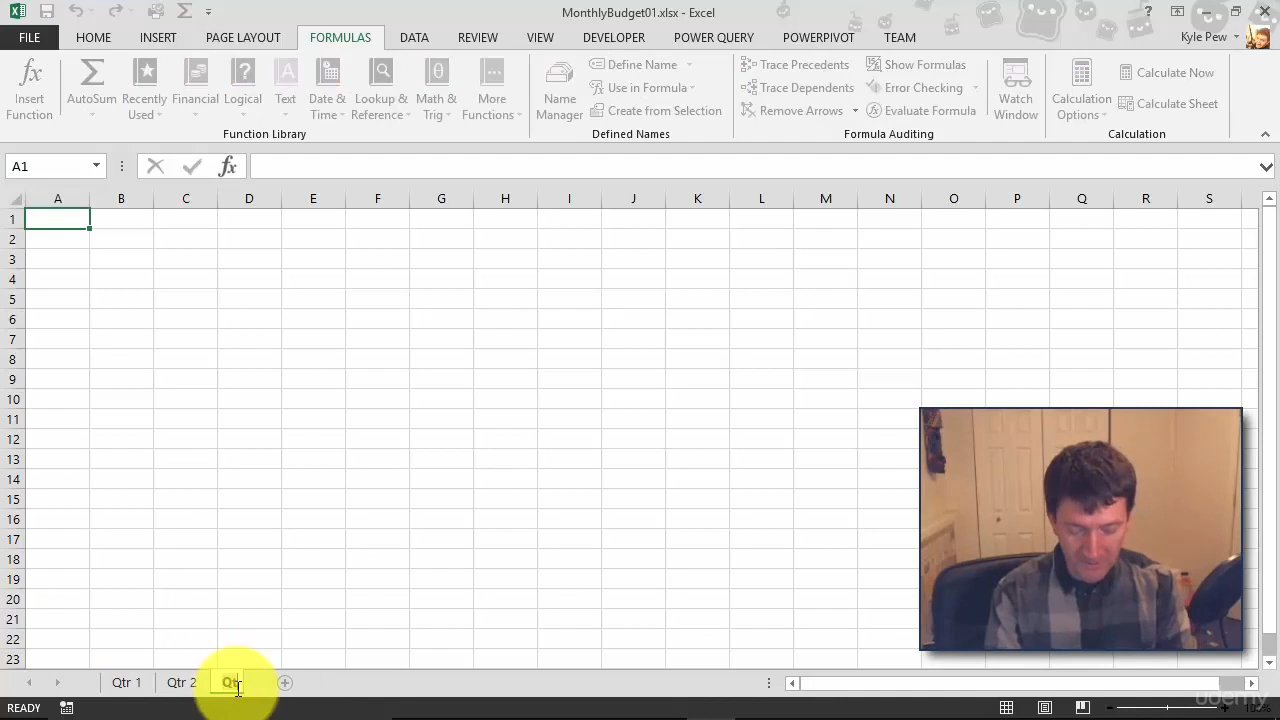 MonthlyBudget01.xlsx - Excel
?
FILE HOME INSERT PAGE LAYOUT FORMULAS DATA REVIEW VIEW DEVELOPER POWER QUERY POWERPIVOT TEAM Kyle Pew
Insert Function
AutoSum
Recently Used
Financial
Logical
Text
Date & Time
Lookup & Reference
Math & Trig
More Functions
Function Library
Name Manager
Define Name
Use in Formula
Create from Selection
Defined Names
Trace Precedents
Trace Dependents
Remove Arrows
Show Formulas
Error Checking
Evaluate Formula
Formula Auditing
Watch Window
Calculation Options
Calculate Now
Calculate Sheet
Calculation
A1
fx
A B C D E F G H I J K L M N O P Q R S
1
2
3
4
5
6
7
8
9
10
11
12
13
14
15
16
17
18
19
20
21
22
23
Qtr 1 Qtr 2 Qt
READY
udemy